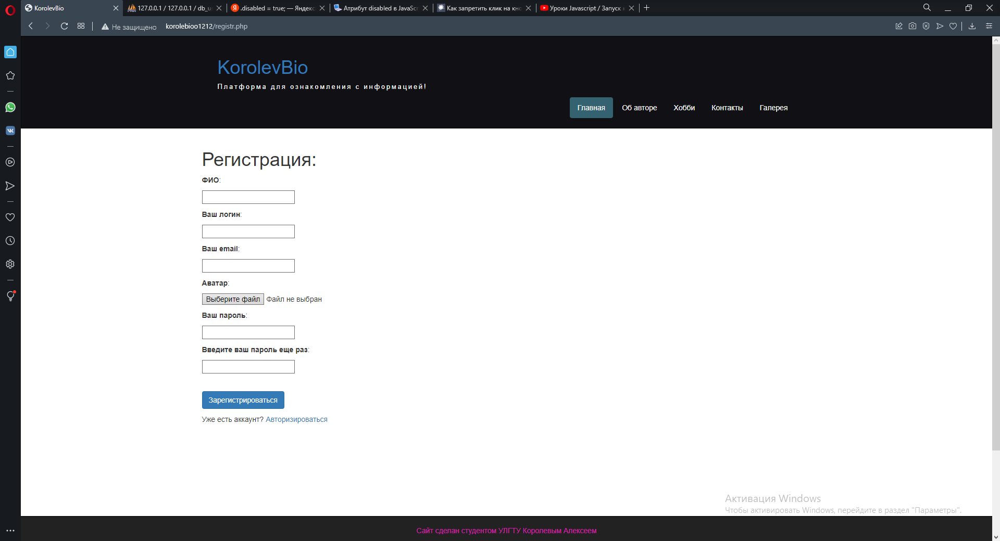 KorolevBio
127.0.0.1 / 127.0.0.1 / db_u
.disabled = true; — Яндекс
Атрибут disabled в JavaSc
Как запретить клик на кно
Уроки Javascript / Запуск
Не защищено
korolebioo1212/registr.php
KorolevBio
Платформа для ознакомления с информацией!
Главная Об авторе Хобби Контакты Галерея
Регистрация:
ФИО:
Ваш логин:
Ваш email:
Аватар:
Выберите файл Файл не выбран
Ваш пароль:
Введите ваш пароль еще раз:
Зарегистрироваться
Уже есть аккаунт? Авторизироваться
Активация Windows
Чтобы активировать Windows, перейдите в раздел "Параметры".
Сайт сделан студентом УЛГТУ Королевым Алексеем